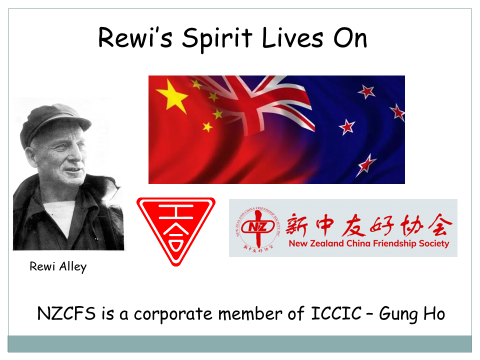 Rewi's Spirit Lives On
工合
NZ
新中友好协会
New Zealand China Friendship Society
Rewi Alley
NZCFS is a corporate member of ICCIC – Gung Ho